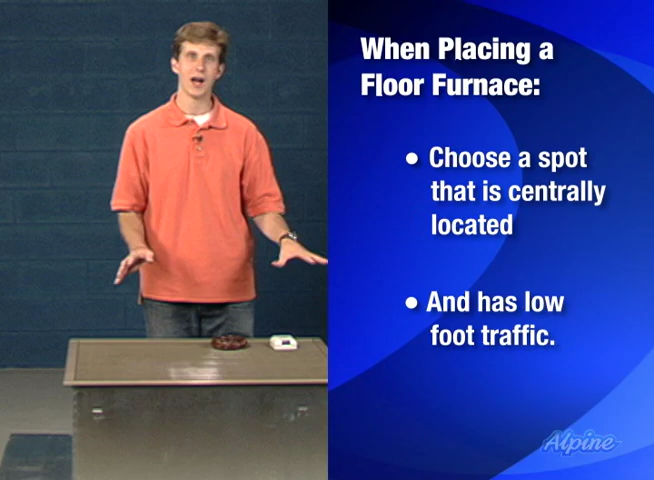 When Placing a
Floor Furnace:
● Choose a spot
that is centrally
located
● And has low
foot traffic.
Alpine